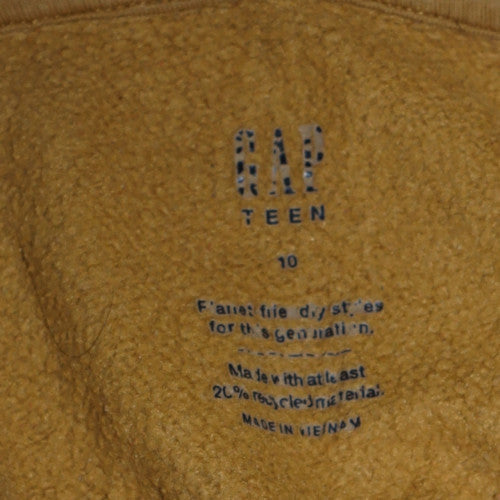 GAP
TEEN
10
Planet friendly styles
for this generation.
Made with at least
20% recycled material.
MADE IN VIETNAM